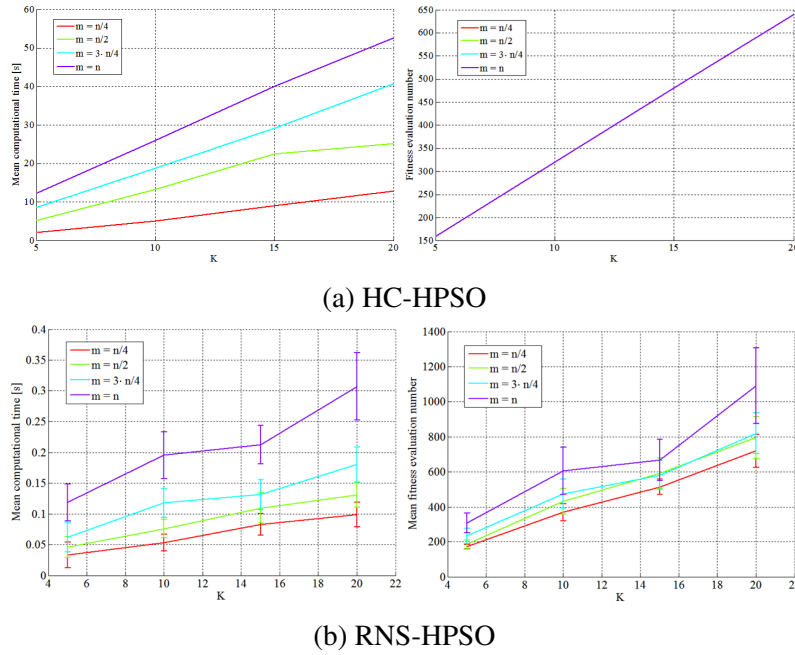 60
50
40
30
20
10
0
5
10
15
20
Mean computational time [s]
K
m = n/4
m = n/2
m = 3· n/4
m = n
650
600
550
500
450
400
350
300
250
200
150
5
10
15
20
Fitness evaluation number
K
m = n/4
m = n/2
m = 3· n/4
m = n
(a) HC-HPSO
0.4
0.35
0.3
0.25
0.2
0.15
0.1
0.05
0
4 6 8 10 12 14 16 18 20 22
Mean computational time [s]
K
m = n/4
m = n/2
m = 3· n/4
m = n
1400
1200
1000
800
600
400
200
0
4 6 8 10 12 14 16 18 20 22
Mean fitness evaluation number
K
m = n/4
m = n/2
m = 3· n/4
m = n
(b) RNS-HPSO